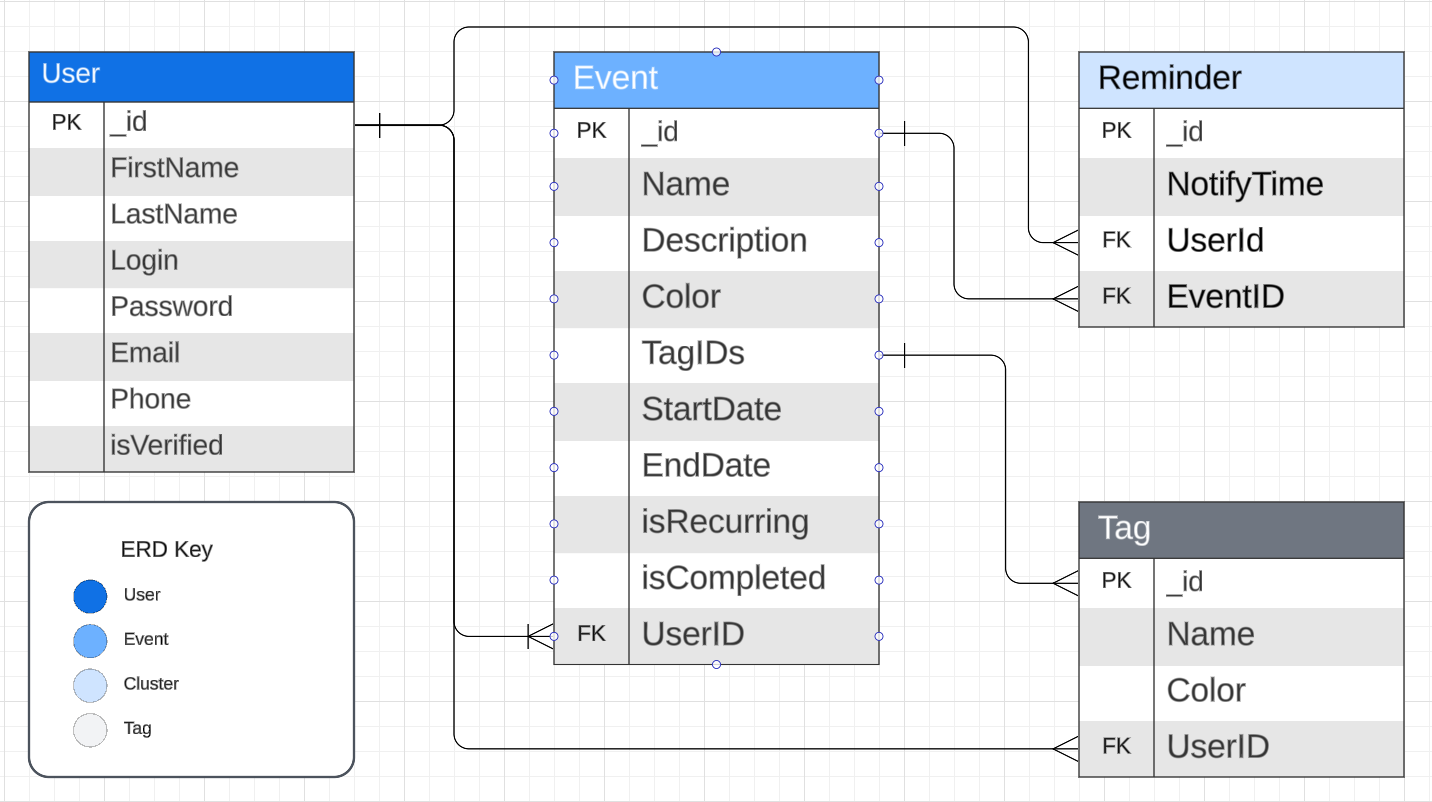 User
PK _id
FirstName
LastName
Login
Password
Email
Phone
isVerified
ERD Key
User
Event
Cluster
Tag
Event
PK _id
Name
Description
Color
TagIDs
StartDate
EndDate
isRecurring
isCompleted
FK UserID
Reminder
PK _id
NotifyTime
FK UserId
FK EventID
Tag
PK _id
Name
Color
FK UserID